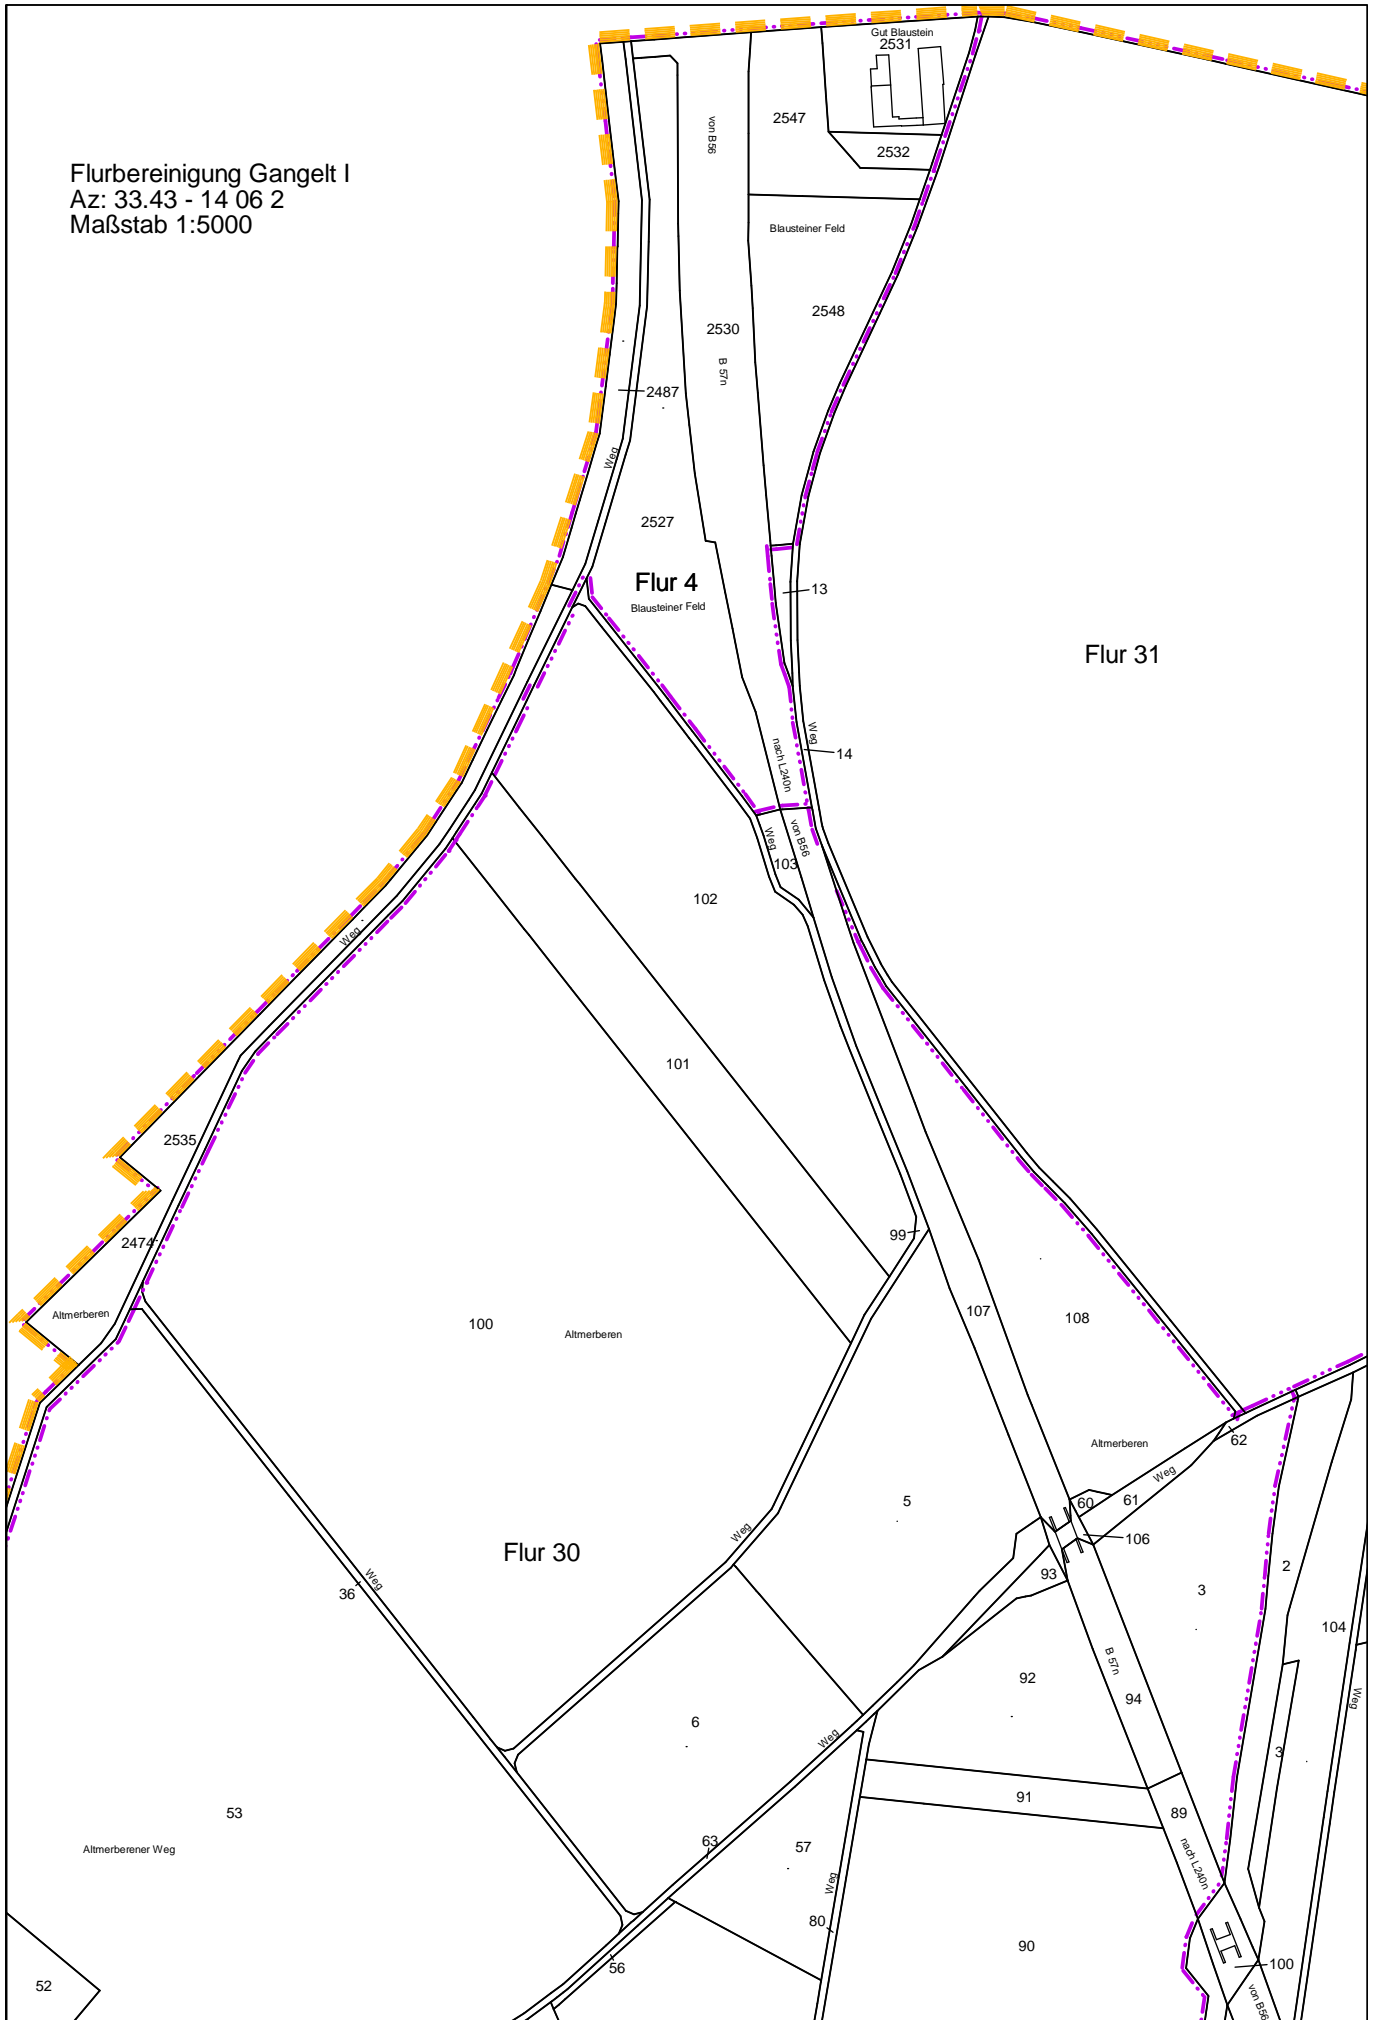 Flurbereinigung Gangelt I
Az: 33.43 - 14 06 2
Maßstab 1:5000
Gut Blaustein
2531
2547
von B56
2532
Blausteiner Feld
2548
2530
B 57n
2487
Weg
2527
Flur 4
Blausteiner Feld
13
Flur 31
Weg
14
nach L240n
von B56
Weg
103
102
Weg
101
2535
99
2474
Altmerberen
107
108
100
Altmerberen
62
Altmerberen
Weg
5
60
61
106
Weg
Flur 30
93
2
3
36
Weg
104
B 57n
92
94
Weg
6
Weg
3
91
89
53
63
57
Altmerberener Weg
nach L240n
Weg
80
90
100
56
52
von B56